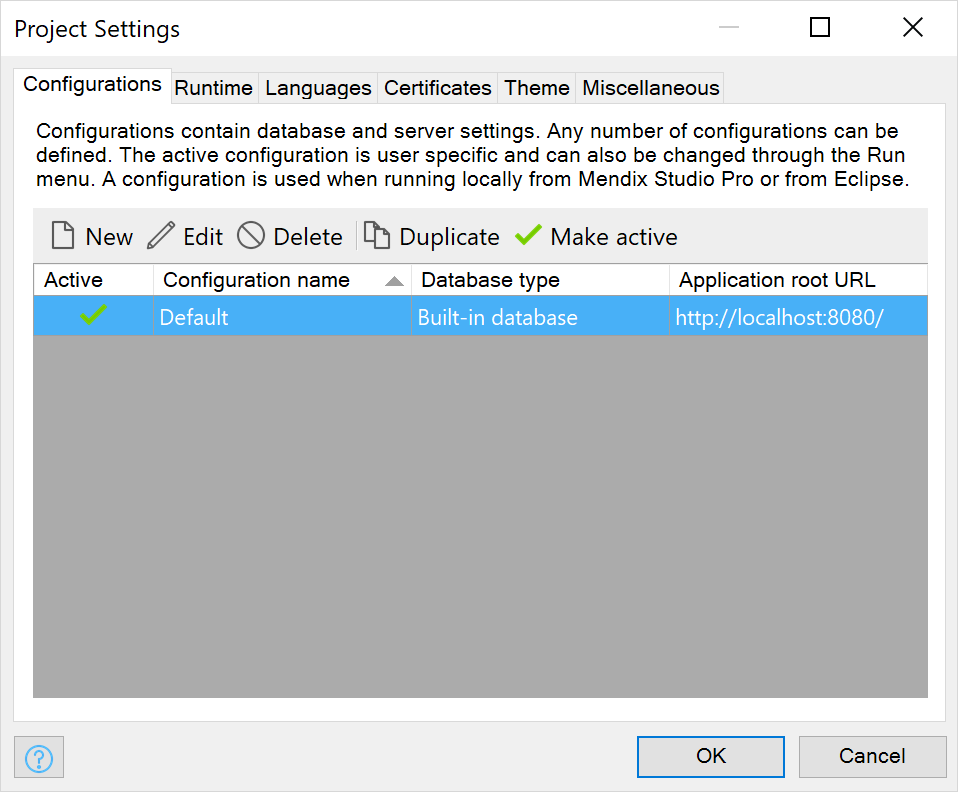 Project Settings
Configurations Runtime Languages Certificates Theme Miscellaneous
Configurations contain database and server settings. Any number of configurations can be
defined. The active configuration is user specific and can also be changed through the Run
menu. A configuration is used when running locally from Mendix Studio Pro or from Eclipse.
New Edit Delete Duplicate Make active
Active Configuration name Database type Application root URL
Default Built-in database http://localhost:8080/
? OK Cancel